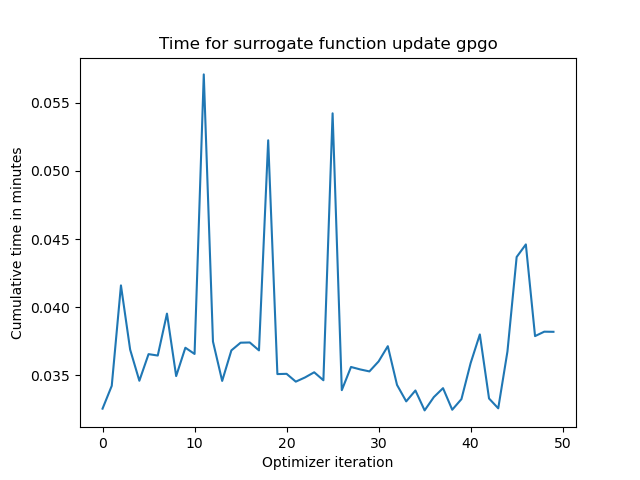 Time for surrogate function update gpgo
Cumulative time in minutes
0.055
0.050
0.045
0.040
0.035
0 10 20 30 40 50
Optimizer iteration